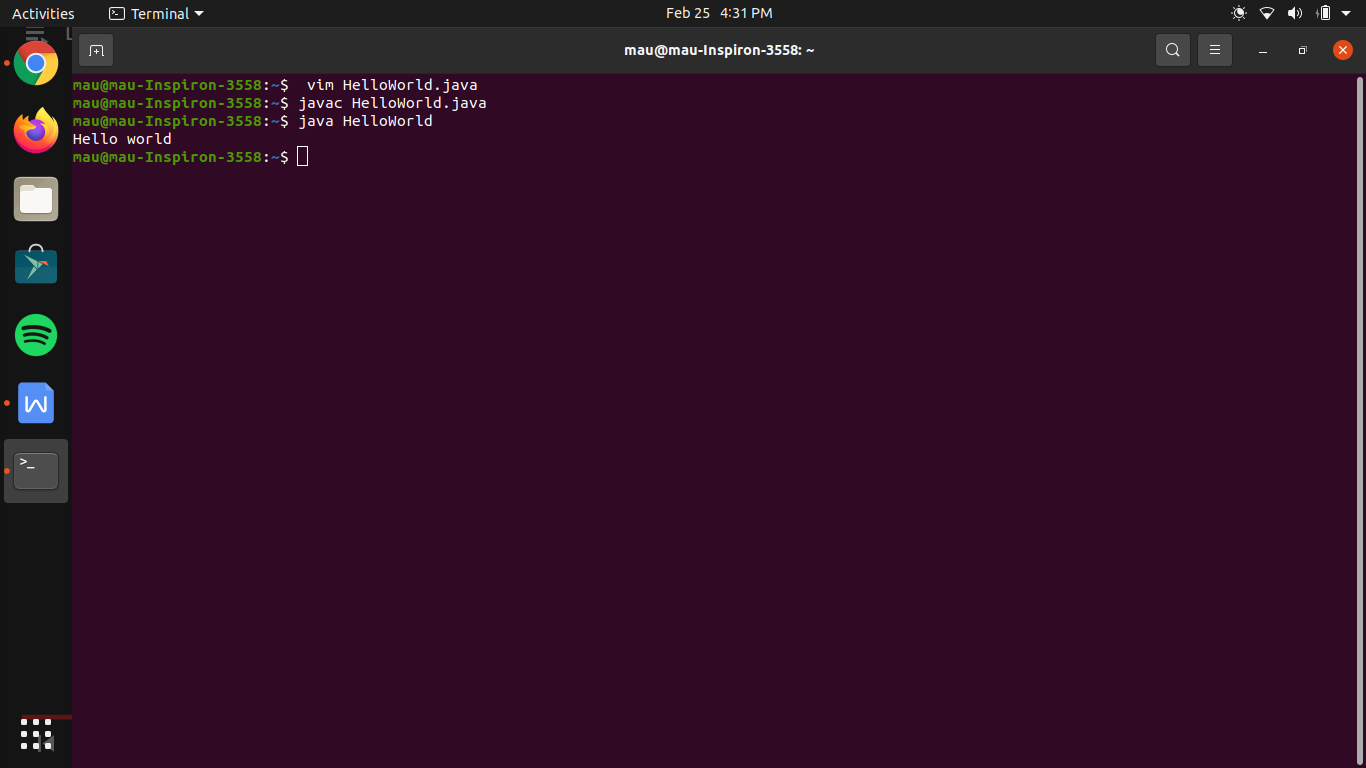 Activities Terminal Feb 25 4:31 PM
mau@mau-Inspiron-3558: ~
mau@mau-Inspiron-3558:~$  vim HelloWorld.java
mau@mau-Inspiron-3558:~$ javac HelloWorld.java
mau@mau-Inspiron-3558:~$ java HelloWorld
Hello world
mau@mau-Inspiron-3558:~$